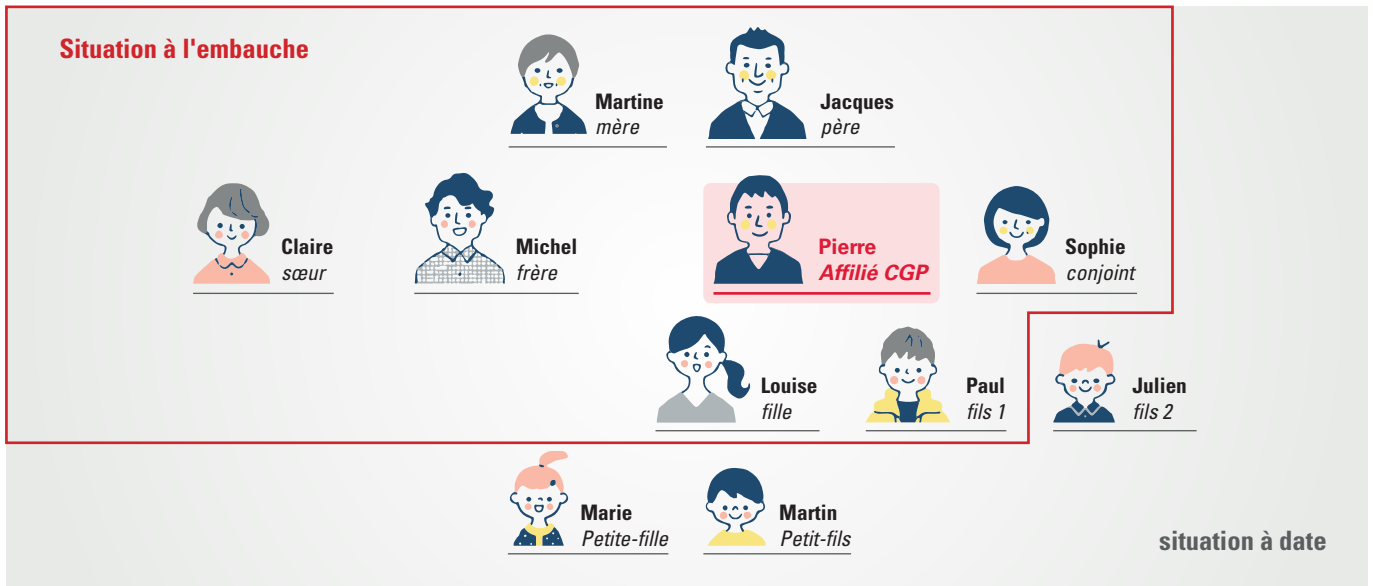 Situation à l'embauche
Martine
mère
Jacques
père
Claire
sœur
Michel
frère
Pierre
Affilié CGP
Sophie
conjoint
Louise
fille
Paul
fils 1
Julien
fils 2
Marie
Petite-fille
Martin
Petit-fils
situation à date